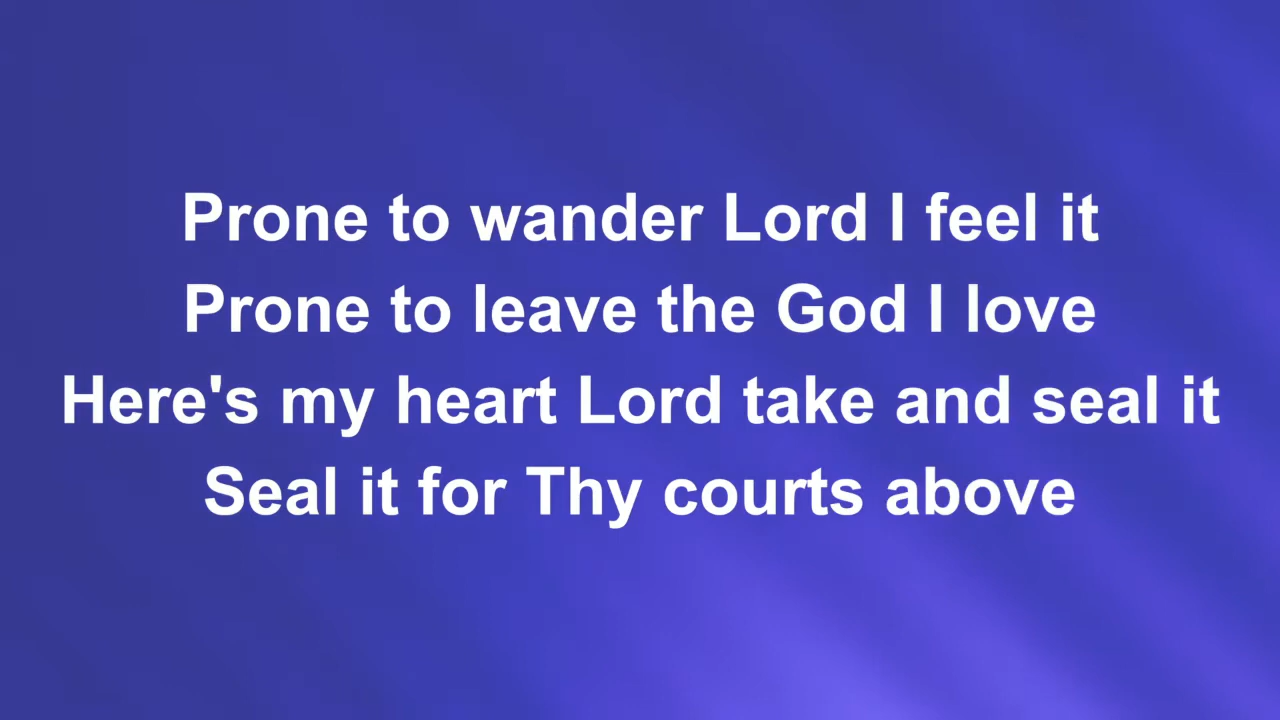 Prone to wander Lord I feel it
Prone to leave the God I love
Here's my heart Lord take and seal it
Seal it for Thy courts above